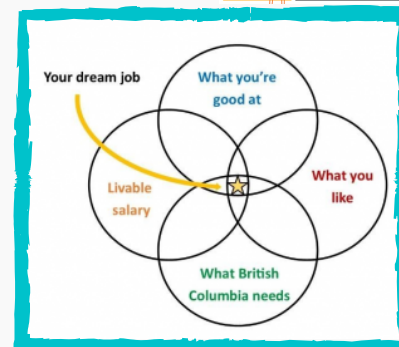 Your dream job
What you're
good at
Livable
salary
What you
like
What British
Columbia needs